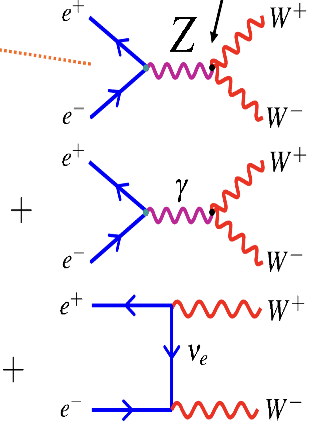 e⁺ Z W⁺
e⁻ W⁻
e⁺ γ W⁺
+
e⁻ W⁻
e⁺ W⁺
+ νₑ
e⁻ W⁻